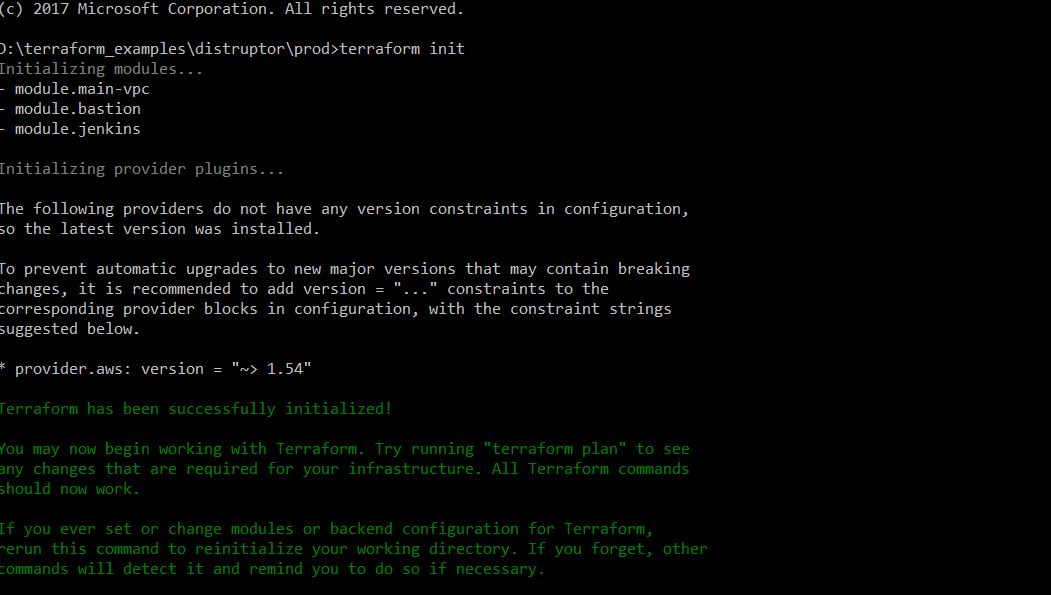 (c) 2017 Microsoft Corporation. All rights reserved.
D:\terraform_examples\distruptor\prod>terraform init
Initializing modules...
- module.main-vpc
- module.bastion
- module.jenkins
Initializing provider plugins...
The following providers do not have any version constraints in configuration,
so the latest version was installed.
To prevent automatic upgrades to new major versions that may contain breaking
changes, it is recommended to add version = "..." constraints to the
corresponding provider blocks in configuration, with the constraint strings
suggested below.
* provider.aws: version = "~> 1.54"
Terraform has been successfully initialized!
You may now begin working with Terraform. Try running "terraform plan" to see
any changes that are required for your infrastructure. All Terraform commands
should now work.
If you ever set or change modules or backend configuration for Terraform,
rerun this command to reinitialize your working directory. If you forget, other
commands will detect it and remind you to do so if necessary.